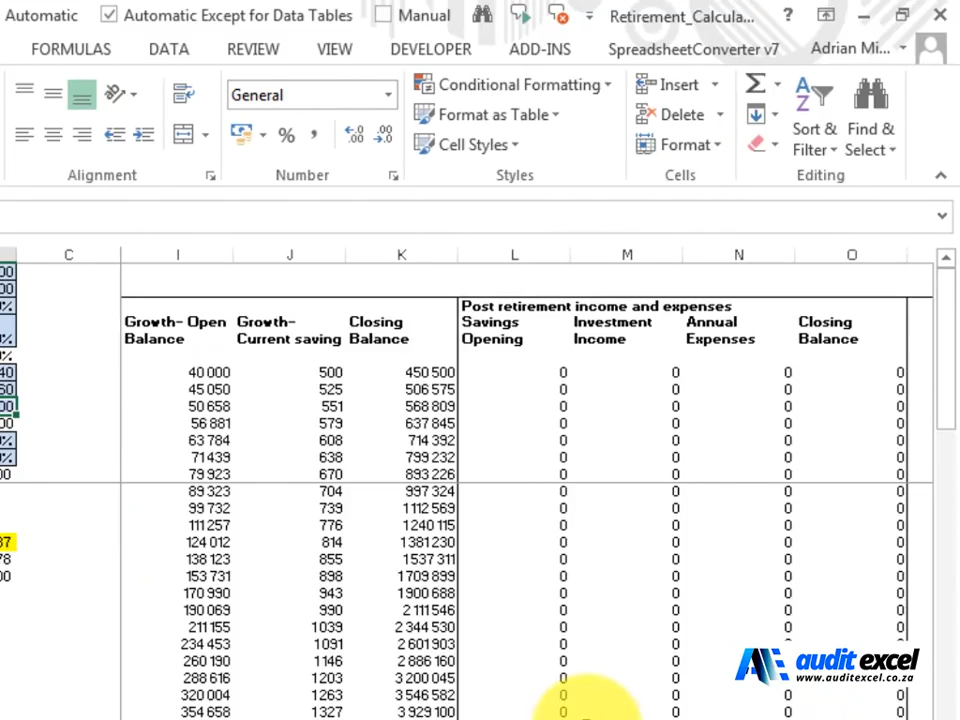 Automatic Automatic Except for Data Tables Manual Retirement_Calcula... ?
FORMULAS DATA REVIEW VIEW DEVELOPER ADD-INS SpreadsheetConverter v7 Adrian Mi...
General
Conditional Formatting
Format as Table
Cell Styles
Insert
Delete
Format
Sort & Filter
Find & Select
Alignment Number Styles Cells Editing
C I J K L M N O
Post retirement income and expenses
Growth- Open Growth- Closing Savings Investment Annual Closing
Balance Current saving Balance Opening Income Expenses Balance
40 000 500 450 500 0 0 0 0
45 050 525 506 575 0 0 0 0
50 658 551 568 809 0 0 0 0
56 881 579 637 845 0 0 0 0
63 784 608 714 392 0 0 0 0
71 439 638 799 232 0 0 0 0
79 923 670 893 226 0 0 0 0
89 323 704 997 324 0 0 0 0
99 732 739 1 112 569 0 0 0 0
111 257 776 1 240 115 0 0 0 0
124 012 814 1 381 230 0 0 0 0
138 123 855 1 537 311 0 0 0 0
153 731 898 1 709 899 0 0 0 0
170 990 943 1 900 688 0 0 0 0
190 069 990 2 111 546 0 0 0 0
211 155 1039 2 344 530 0 0 0 0
234 453 1091 2 601 903 0 0
260 190 1146 2 886 160 0 0
288 616 1203 3 200 045 0 0
320 004 1263 3 546 582 0 0 0 0
354 658 1327 3 929 100 0 0 0 0
audit excel
www.auditexcel.co.za